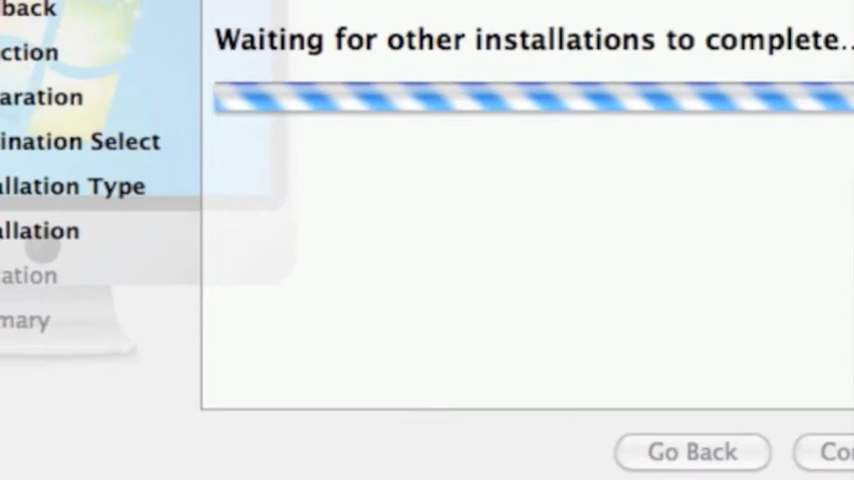 back
ction
aration
ination Select
allation Type
allation
ation
mary
Waiting for other installations to complete..
Go Back
Co